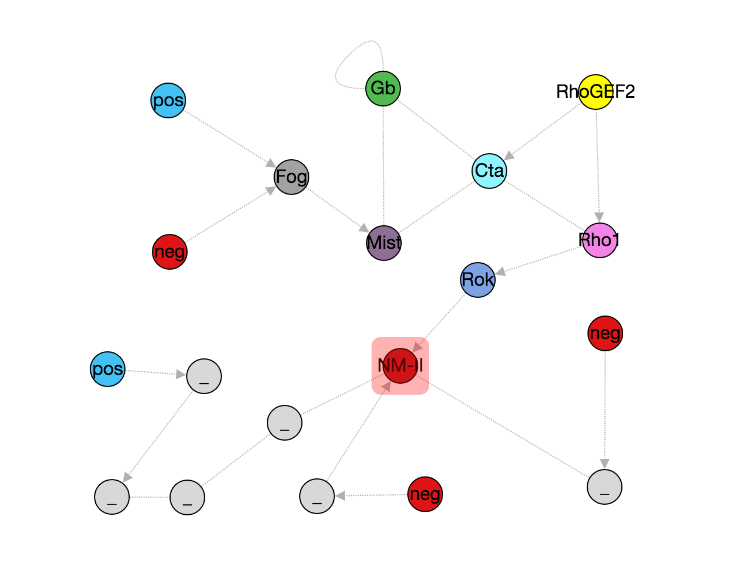 Gb
RhoGEF2
pos
Cta
Fog
Rho1
Mist
neg
Rok
neg
NM-II
pos
_
_
_
neg
_
_
_